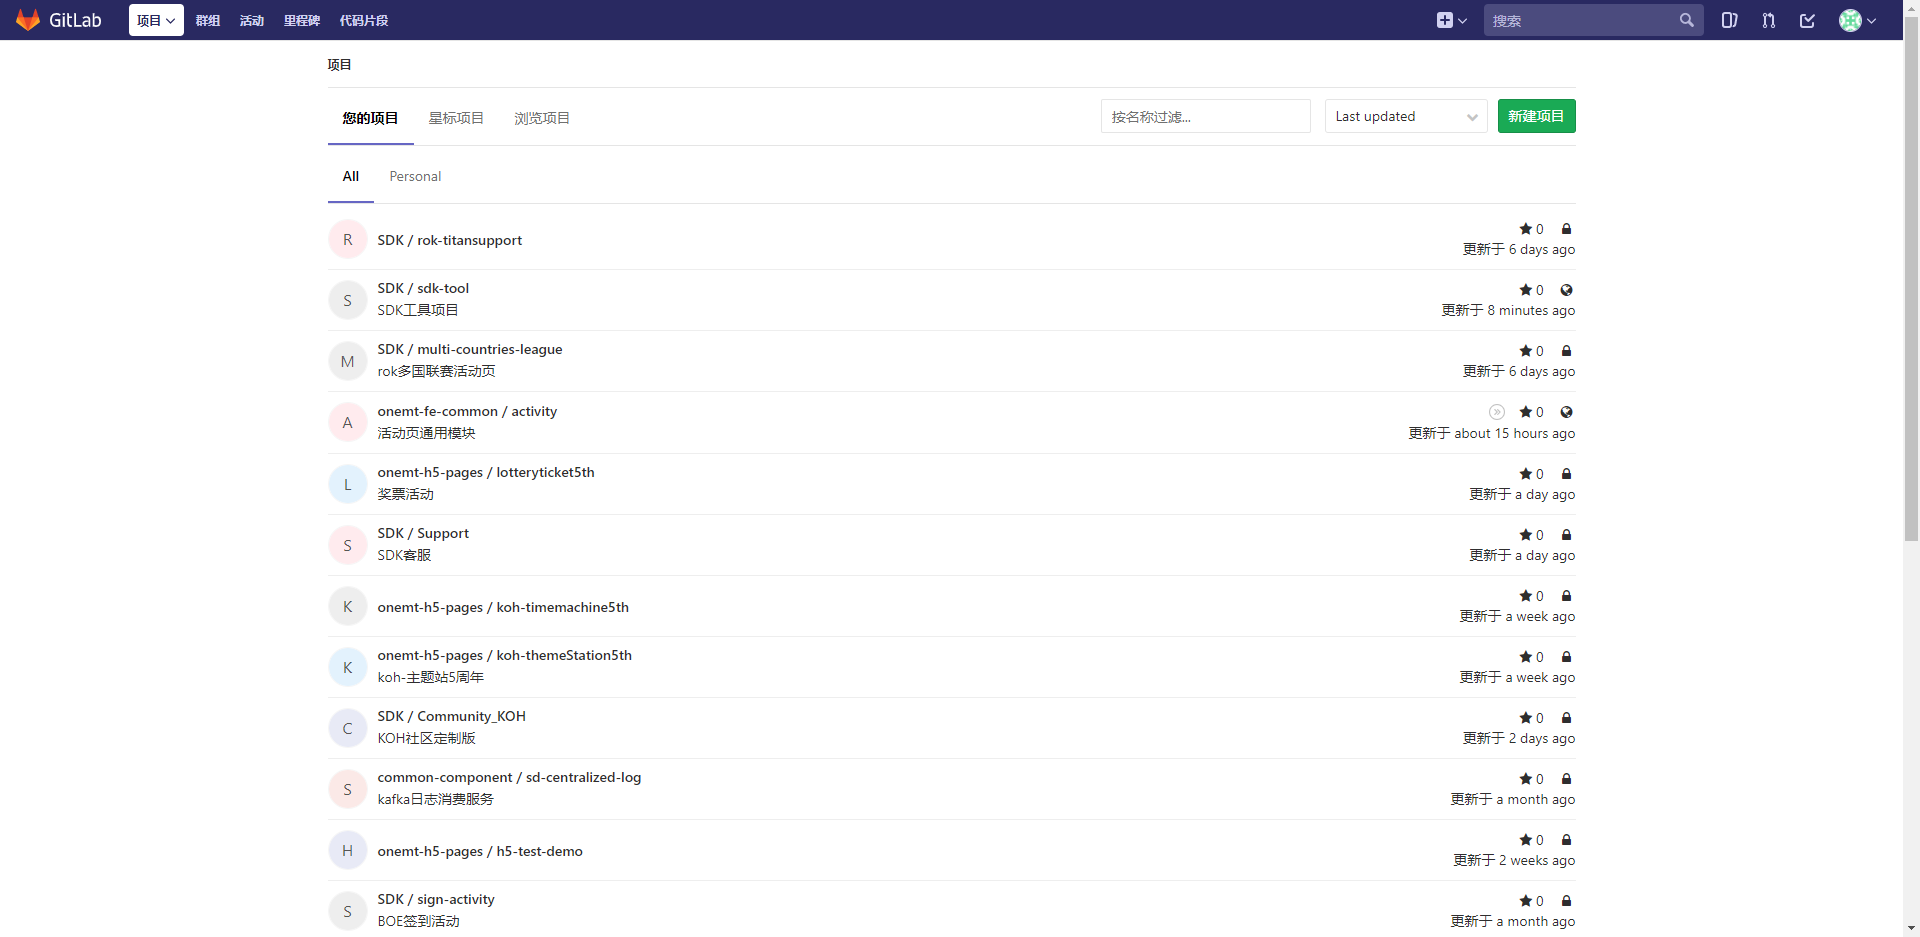 GitLab 项目 群组 活动 里程碑 代码片段 搜索
项目
您的项目 星标项目 浏览项目 按名称过滤... Last updated 新建项目
All Personal
R SDK / rok-titansupport 0
更新于 6 days ago
SDK / sdk-tool 0
S SDK工具项目 更新于 8 minutes ago
SDK / multi-countries-league 0
M rok多国联赛活动页 更新于 6 days ago
onemt-fe-common / activity 0
A 活动页通用模块 更新于 about 15 hours ago
onemt-h5-pages / lotteryticket5th 0
L 奖票活动 更新于 a day ago
SDK / Support 0
S SDK客服 更新于 a day ago
K onemt-h5-pages / koh-timemachine5th 0
更新于 a week ago
onemt-h5-pages / koh-themeStation5th 0
K koh-主题站5周年 更新于 a week ago
SDK / Community_KOH 0
C KOH社区定制版 更新于 2 days ago
common-component / sd-centralized-log 0
S kafka日志消费服务 更新于 a month ago
H onemt-h5-pages / h5-test-demo 0
更新于 2 weeks ago
SDK / sign-activity 0
S BOE签到活动 更新于 a month ago